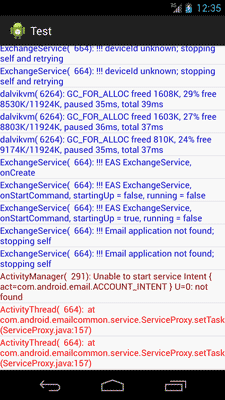 3G 12:35
Test
ExchangeService( 664): !!! deviceId unknown; stopping
self and retrying
ExchangeService( 664): !!! deviceId unknown; stopping
self and retrying
dalvikvm( 6264): GC_FOR_ALLOC freed 1608K, 29% free
8530K/11924K, paused 35ms, total 39ms
dalvikvm( 6264): GC_FOR_ALLOC freed 1603K, 27% free
8803K/11924K, paused 36ms, total 37ms
dalvikvm( 6264): GC_FOR_ALLOC freed 810K, 24% free
9174K/11924K, paused 35ms, total 37ms
ExchangeService( 664): !!! EAS ExchangeService,
onCreate
ExchangeService( 664): !!! EAS ExchangeService,
onStartCommand, startingUp = false, running = false
ExchangeService( 664): !!! EAS ExchangeService,
onStartCommand, startingUp = true, running = false
ExchangeService( 664): !!! Email application not found;
stopping self
ExchangeService( 664): !!! Email application not found;
stopping self
ActivityManager( 291): Unable to start service Intent {
act=com.android.email.ACCOUNT_INTENT } U=0: not
found
ActivityThread( 664): at
com.android.emailcommon.service.ServiceProxy.setTask
(ServiceProxy.java:157)
ActivityThread( 664): at
com.android.emailcommon.service.ServiceProxy.setTask
(ServiceProxy.java:157)